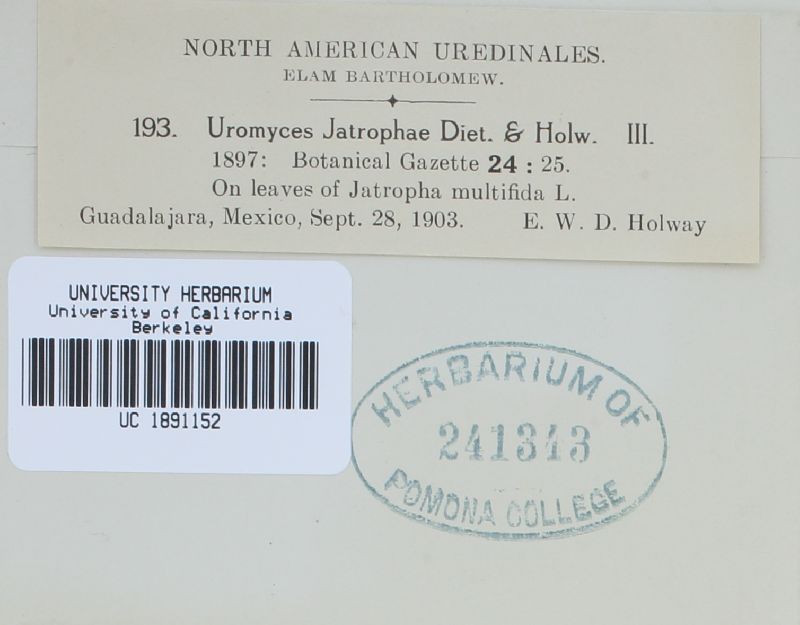 NORTH AMERICAN UREDINALES.
ELAM BARTHOLOMEW.
193. Uromyces Jatrophae Diet. & Holw. III.
1897: Botanical Gazette 24 : 25.
On leaves of Jatropha multifida L.
Guadalajara, Mexico, Sept. 28, 1903. E. W. D. Holway
UNIVERSITY HERBARIUM
University of California
Berkeley
UC 1891152
HERBARIUM OF
241343
POMONA COLLEGE